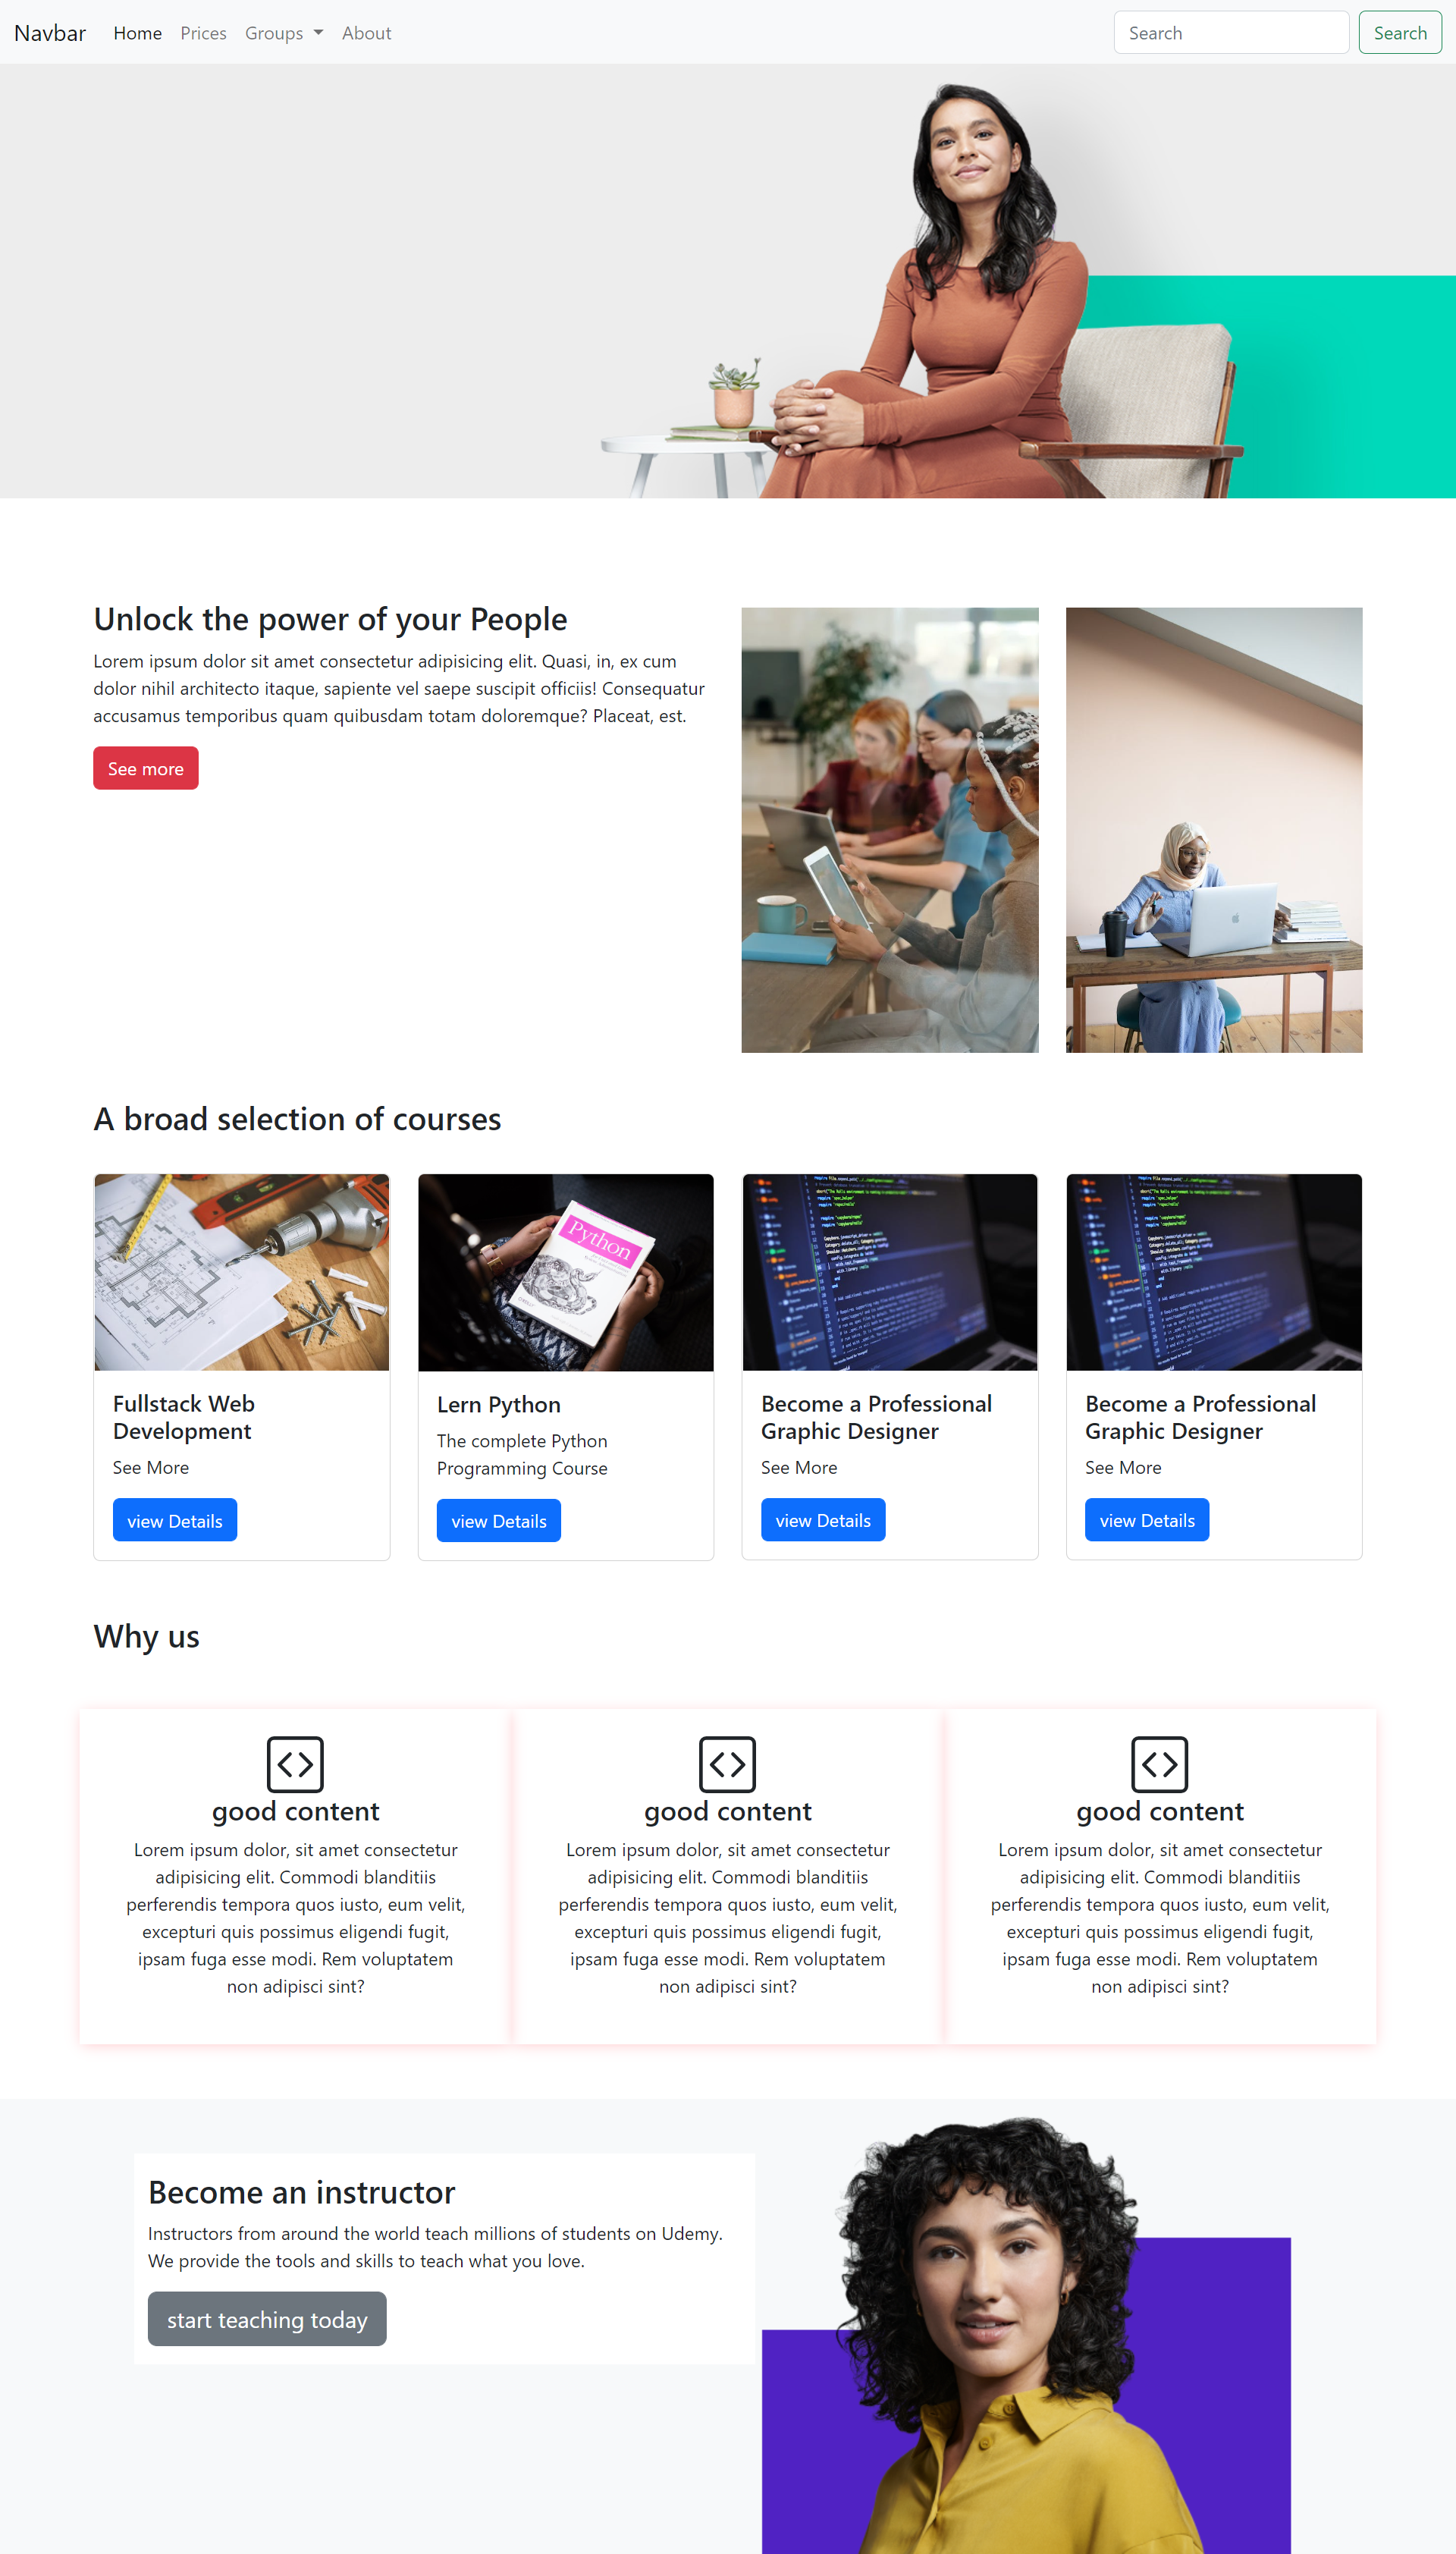 Navbar Home Prices Groups About Search Search
Unlock the power of your People
Lorem ipsum dolor sit amet consectetur adipisicing elit. Quasi, in, ex cum
dolor nihil architecto itaque, sapiente vel saepe suscipit officiis! Consequatur
accusamus temporibus quam quibusdam totam doloremque? Placeat, est.
See more
A broad selection of courses
Python
Fullstack Web
Development
See More
view Details
Lern Python
The complete Python
Programming Course
view Details
Become a Professional
Graphic Designer
See More
view Details
Become a Professional
Graphic Designer
See More
view Details
Why us
good content
Lorem ipsum dolor, sit amet consectetur
adipisicing elit. Commodi blanditiis
perferendis tempora quos iusto, eum velit,
excepturi quis possimus eligendi fugit,
ipsam fuga esse modi. Rem voluptatem
non adipisci sint?
good content
Lorem ipsum dolor, sit amet consectetur
adipisicing elit. Commodi blanditiis
perferendis tempora quos iusto, eum velit,
excepturi quis possimus eligendi fugit,
ipsam fuga esse modi. Rem voluptatem
non adipisci sint?
good content
Lorem ipsum dolor, sit amet consectetur
adipisicing elit. Commodi blanditiis
perferendis tempora quos iusto, eum velit,
excepturi quis possimus eligendi fugit,
ipsam fuga esse modi. Rem voluptatem
non adipisci sint?
Become an instructor
Instructors from around the world teach millions of students on Udemy.
We provide the tools and skills to teach what you love.
start teaching today